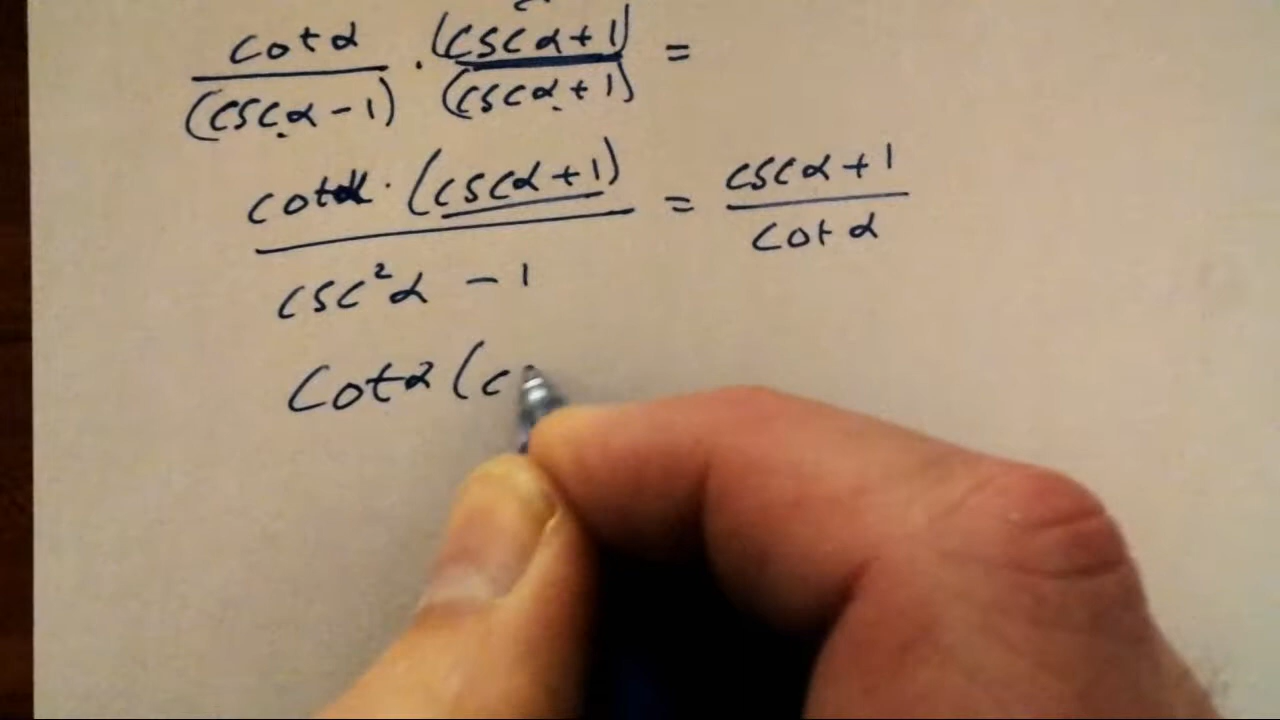 cot α / (csc α - 1) · (csc α + 1) / (csc α + 1) =
cot α · (csc α + 1) / csc² α - 1 = csc α + 1 / cot α
Cot α (c